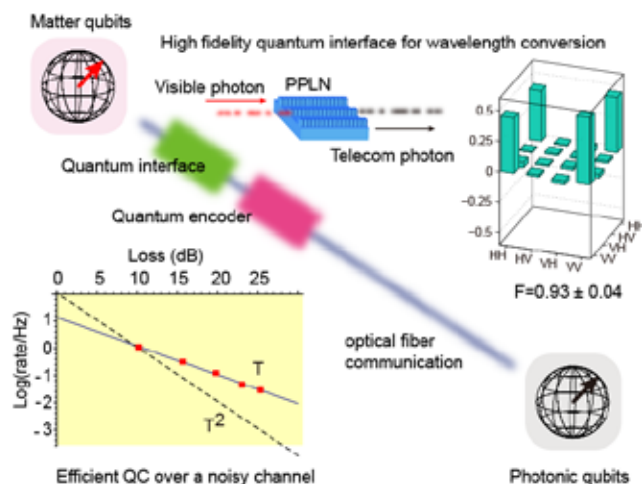 Matter qubits
High fidelity quantum interface for wavelength conversion
Visible photon
PPLN
Telecom photon
Quantum interface
Quantum encoder
0.5
0.25
0
−0.25
−0.5
HH HV VH VV
VV
VH
HV
F=0.93 ± 0.04
Loss (dB)
0 5 10 15 20 25
Log(rate/Hz)
1
0
-1
-2
-3
T
T2
optical fiber
communication
Efficient QC over a noisy channel
Photonic qubits